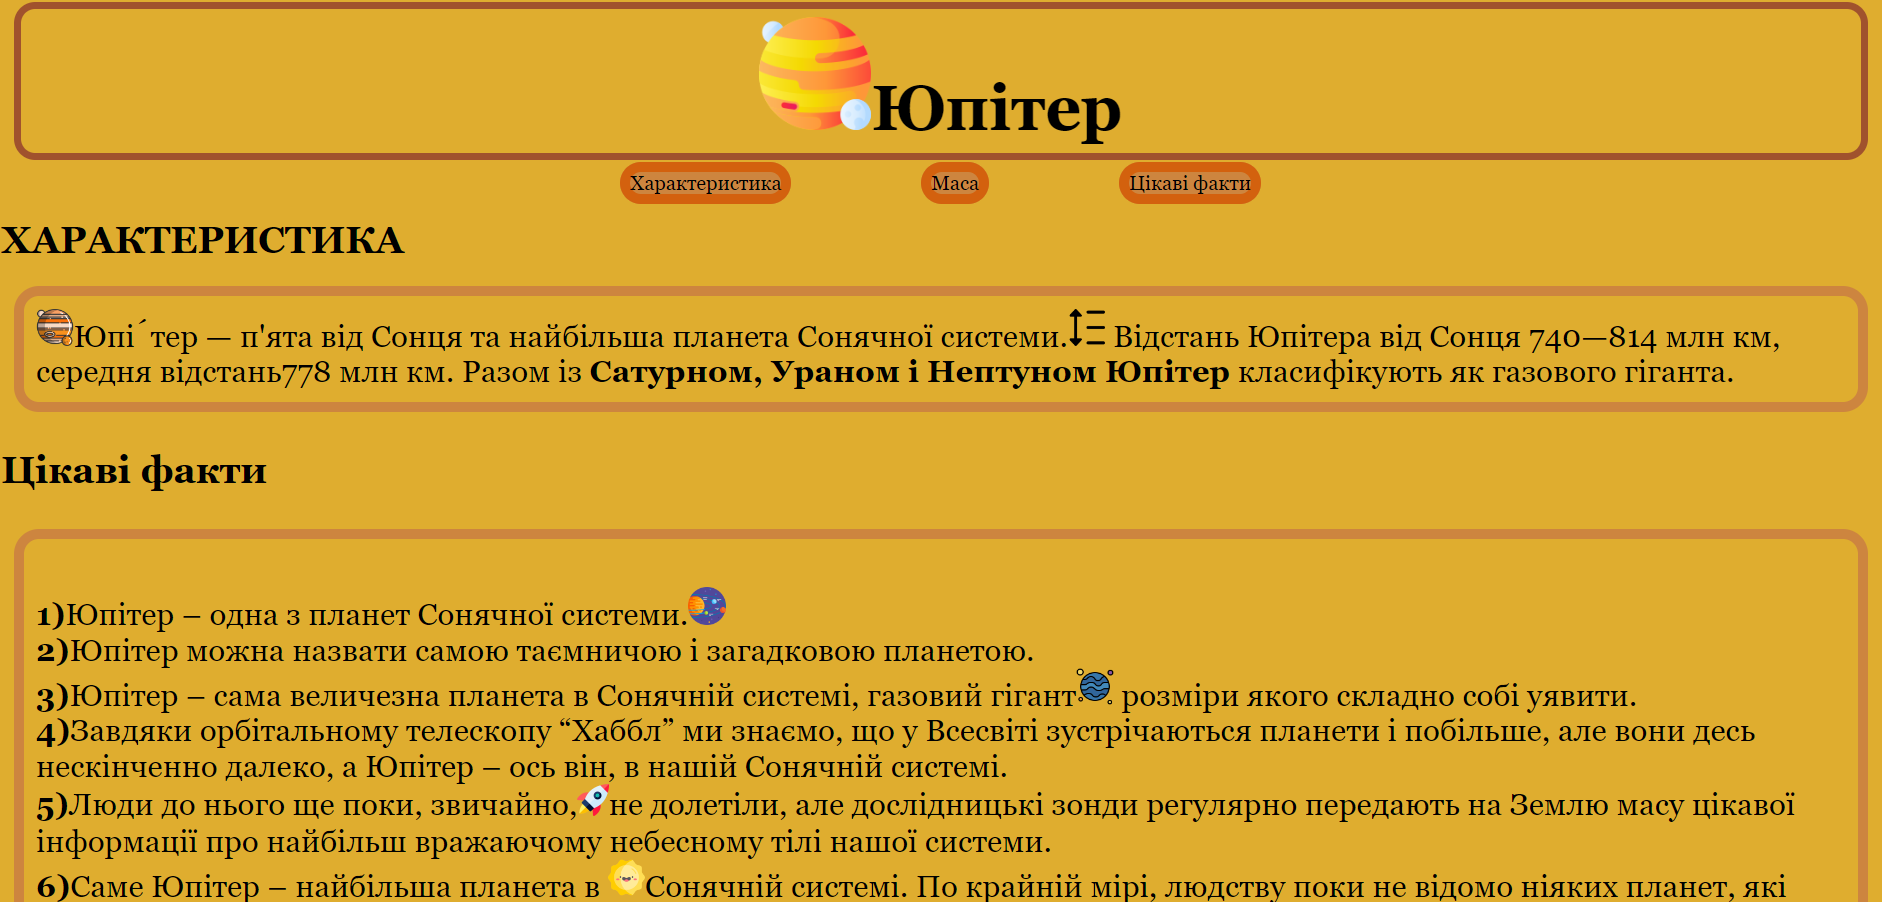 Юпітер
Характеристика
Маса
Цікаві факти
ХАРАКТЕРИСТИКА
Юпі´тер — п'ята від Сонця та найбільша планета Сонячної системи. Відстань Юпітера від Сонця 740—814 млн км,
середня відстань778 млн км. Разом із Сатурном, Ураном і Нептуном Юпітер класифікують як газового гіганта.
Цікаві факти
1)Юпітер – одна з планет Сонячної системи.
2)Юпітер можна назвати самою таємничою і загадковою планетою.
3)Юпітер – сама величезна планета в Сонячній системі, газовий гігант розміри якого складно собі уявити.
4)Завдяки орбітальному телескопу “Хаббл” ми знаємо, що у Всесвіті зустрічаються планети і побільше, але вони десь
нескінченно далеко, а Юпітер – ось він, в нашій Сонячній системі.
5)Люди до нього ще поки, звичайно,не долетіли, але дослідницькі зонди регулярно передають на Землю масу цікавої
інформації про найбільш вражаючому небесному тілі нашої системи.
6)Саме Юпітер – найбільша планета в Сонячній системі. По крайній мірі, людству поки не відомо ніяких планет, які